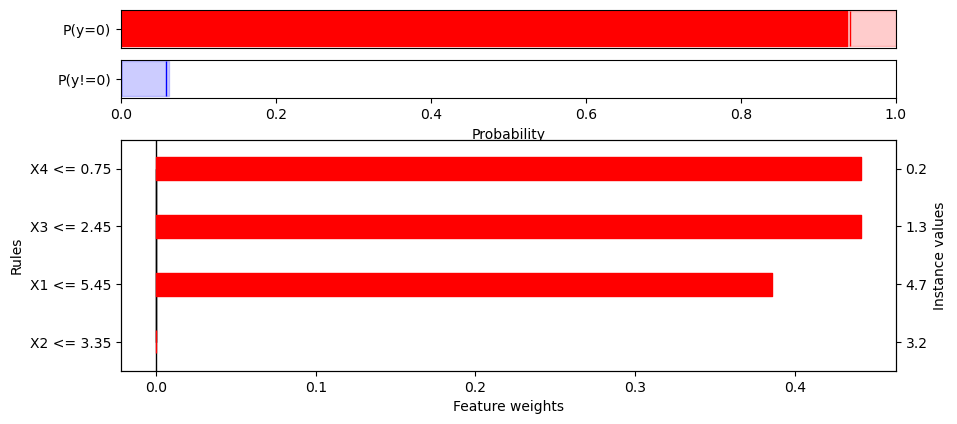 P(y=0)
P(y!=0)
0.0 0.2 0.4 0.6 0.8 1.0
Probability
X4 <= 0.75 0.2
X3 <= 2.45 1.3
X1 <= 5.45 4.7
X2 <= 3.35 3.2
Rules
Instance values
0.0 0.1 0.2 0.3 0.4
Feature weights